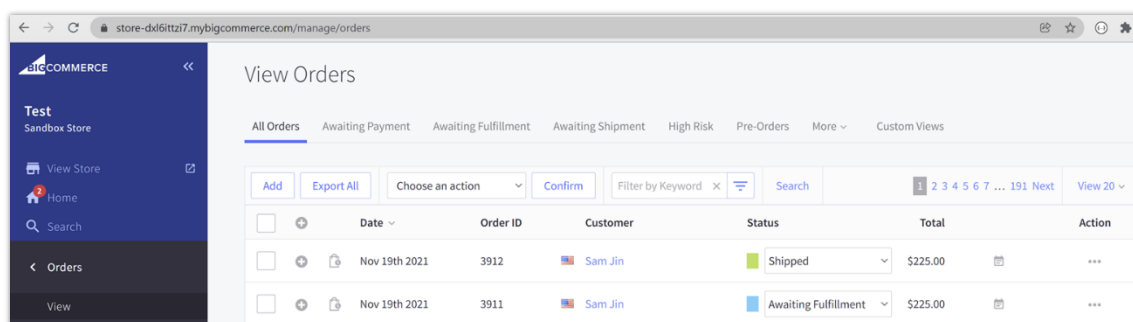 store-dxl6ittzi7.mybigcommerce.com/manage/orders
BIGCOMMERCE
View Orders
Test
Sandbox Store
All Orders Awaiting Payment Awaiting Fulfillment Awaiting Shipment High Risk Pre-Orders More Custom Views
View Store
2
Home
Search
Orders
View
Add Export All Choose an action Confirm Filter by Keyword Search 1 2 3 4 5 6 7 ... 191 Next View 20
Date Order ID Customer Status Total Action
Nov 19th 2021 3912 Sam Jin Shipped $225.00
Nov 19th 2021 3911 Sam Jin Awaiting Fulfillment $225.00